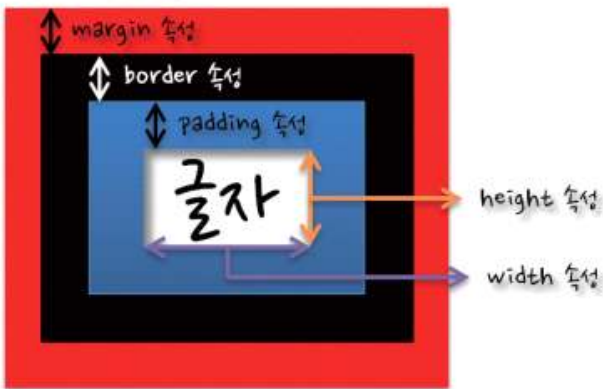 margin 속성
border 속성
padding 속성
글자
height 속성
width 속성